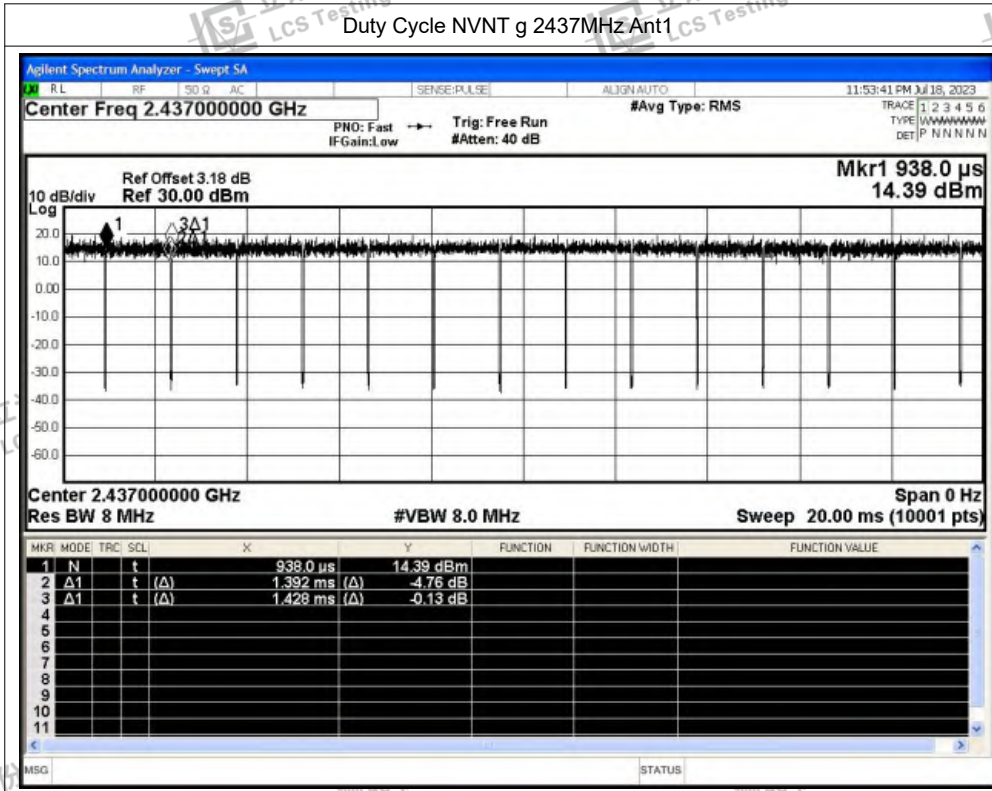 LCS Testing
LCS Testing
Duty Cycle NVNT g 2437MHz Ant1
Agilent Spectrum Analyzer - Swept SA
RL RF 50 Ω AC SENSE:PULSE ALIGN AUTO 11:53:41 PM Jul 18, 2023
Center Freq 2.437000000 GHz #Avg Type: RMS TRACE 1 2 3 4 5 6
PNO: Fast Trig: Free Run TYPE WWWWWW
IFGain:Low #Atten: 40 dB DET P N N N N N
Mkr1 938.0 µs
Ref Offset 3.18 dB
10 dB/div Ref 30.00 dBm 14.39 dBm
Log
1 3Δ1
20.0
10.0
0.00
-10.0
-20.0
-30.0
-40.0
-50.0
-60.0
Center 2.437000000 GHz Span 0 Hz
Res BW 8 MHz #VBW 8.0 MHz Sweep 20.00 ms (10001 pts)
MKR MODE TRC SCL X Y FUNCTION FUNCTION WIDTH FUNCTION VALUE
1 N t 938.0 µs 14.39 dBm
2 Δ1 t (Δ) 1.392 ms (Δ) -4.76 dB
3 Δ1 t (Δ) 1.428 ms (Δ) -0.13 dB
4
5
6
7
8
9
10
11
MSG STATUS